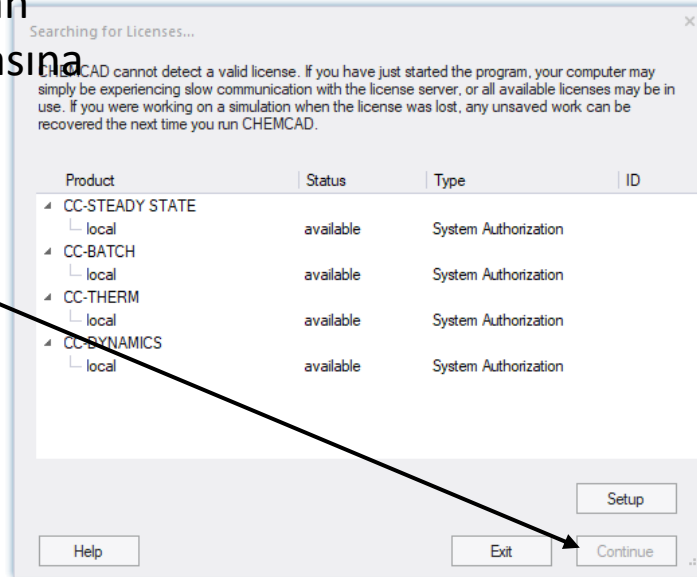 Searching for Licenses...
CHEMCAD cannot detect a valid license. If you have just started the program, your computer may
simply be experiencing slow communication with the license server, or all available licenses may be in
use. If you were working on a simulation when the license was lost, any unsaved work can be
recovered the next time you run CHEMCAD.
Product Status Type ID
CC-STEADY STATE
local available System Authorization
CC-BATCH
local available System Authorization
CC-THERM
local available System Authorization
CC-DYNAMICS
local available System Authorization
Setup
Help Exit Continue